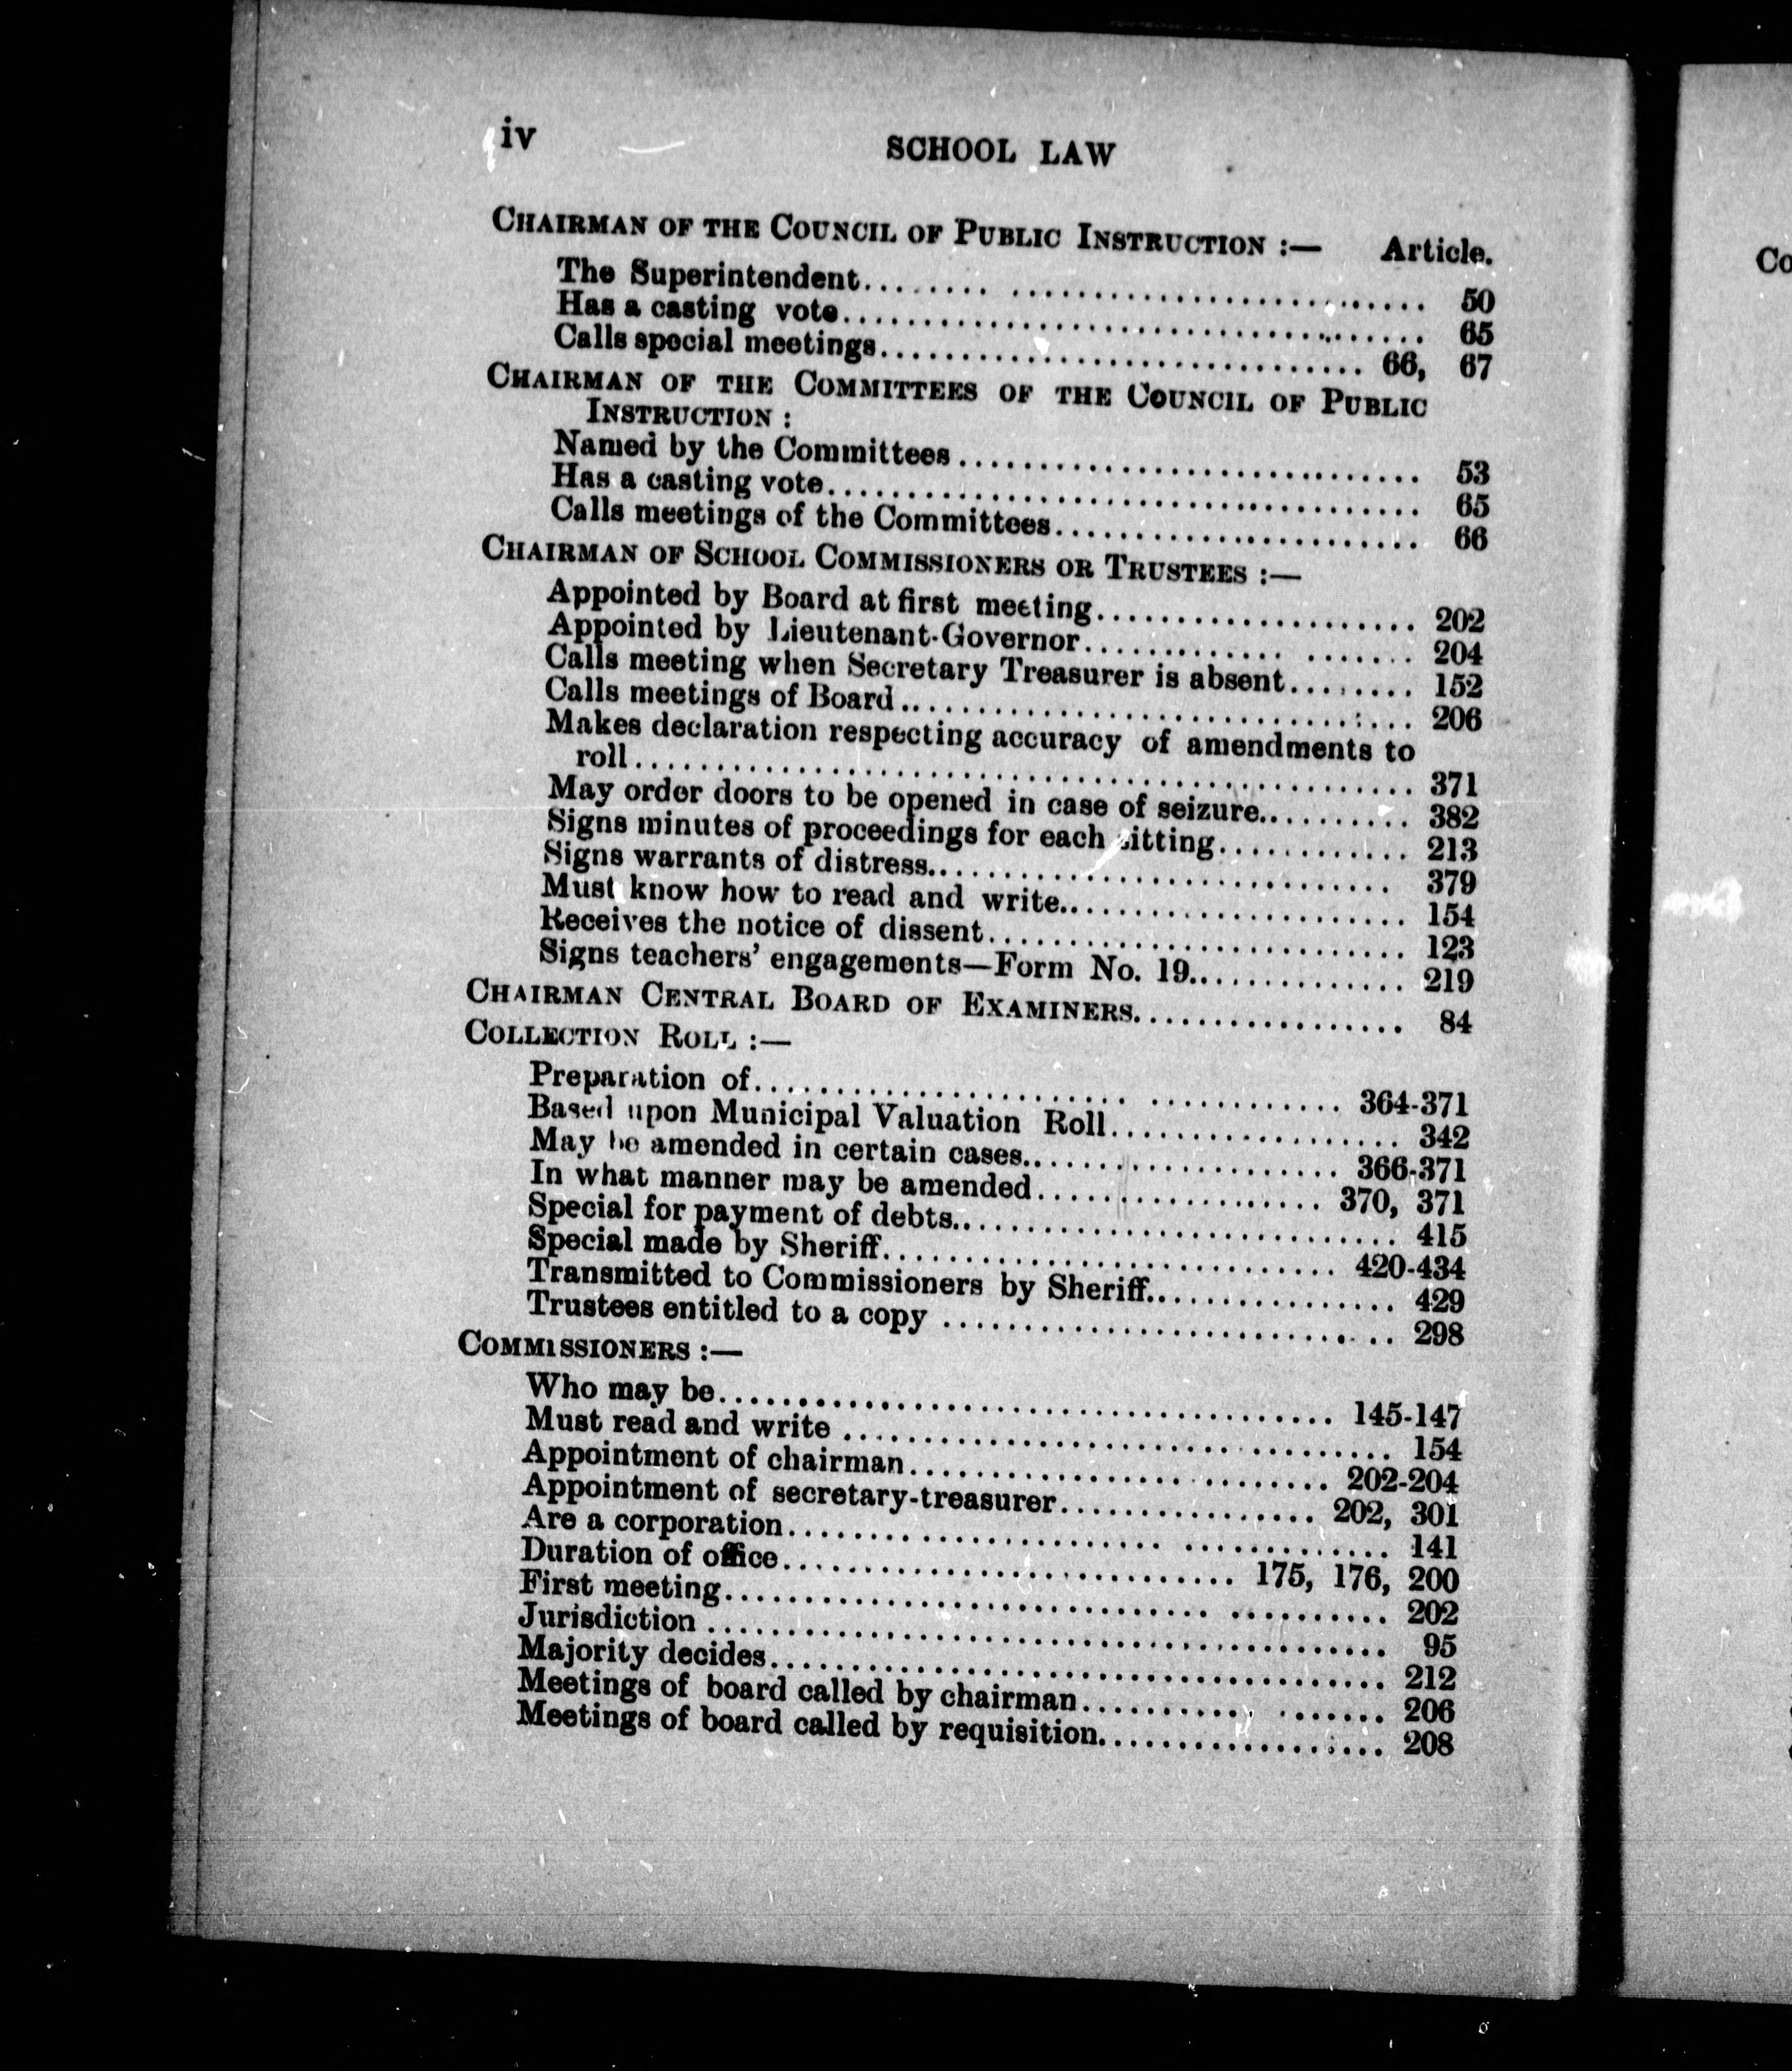 iv SCHOOL LAW
CHAIRMAN OF THE COUNCIL OF PUBLIC INSTRUCTION :— Article.
The Superintendent.................................... 50
Has a casting vote.................................... 65
Calls special meetings.............................. 66, 67
CHAIRMAN OF THE COMMITTEES OF THE COUNCIL OF PUBLIC
INSTRUCTION :
Named by the Committees ............................. 53
Has a casting vote..................................... 65
Calls meetings of the Committees....................... 66
CHAIRMAN OF SCHOOL COMMISSIONERS OR TRUSTEES :—
Appointed by Board at first meeting.................... 202
Appointed by Lieutenant-Governor.................... 204
Calls meeting when Secretary Treasurer is absent........ 152
Calls meetings of Board................................ 206
Makes declaration respecting accuracy of amendments to
roll................................................ 371
May order doors to be opened in case of seizure.......... 382
Signs minutes of proceedings for each sitting............ 213
Signs warrants of distress............................. 379
Must know how to read and write...................... 154
Receives the notice of dissent.......................... 123
Signs teachers' engagements—Form No. 19.............. 219
CHAIRMAN CENTRAL BOARD OF EXAMINERS................. 84
COLLECTION ROLL :—
Preparation of.................................... 364-371
Based upon Municipal Valuation Roll.................. 342
May be amended in certain cases.................... 366-371
In what manner may be amended.................. 370, 371
Special for payment of debts........................... 415
Special made by Sheriff............................ 420-434
Transmitted to Commissioners by Sheriff................ 429
Trustees entitled to a copy ............................ 298
COMMISSIONERS :—
Who may be...................................... 145-147
Must read and write .................................. 154
Appointment of chairman.......................... 202-204
Appointment of secretary-treasurer................ 202, 301
Are a corporation..................................... 141
Duration of office............................ 175, 176, 200
First meeting........................................ 202
Jurisdiction .......................................... 95
Majority decides...................................... 212
Meetings of board called by chairman.................. 206
Meetings of board called by requisition.................. 208
Co